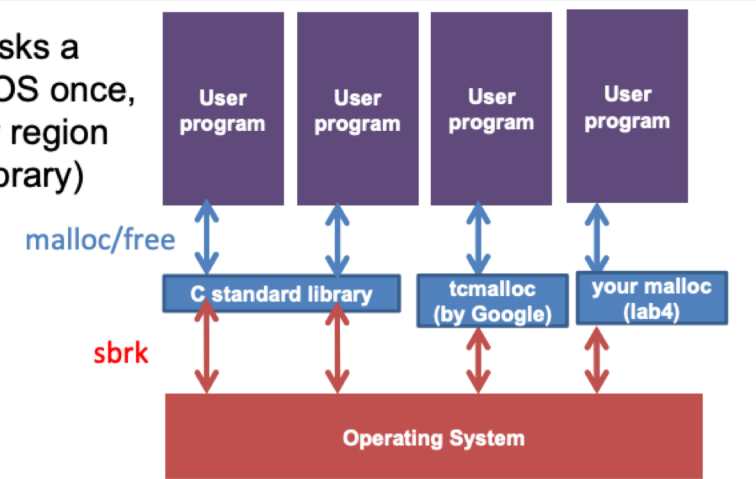 sks a
OS once,
region
brary)
User
program
User
program
User
program
User
program
malloc/free
C standard library
tcmalloc
(by Google)
your malloc
(lab4)
sbrk
Operating System